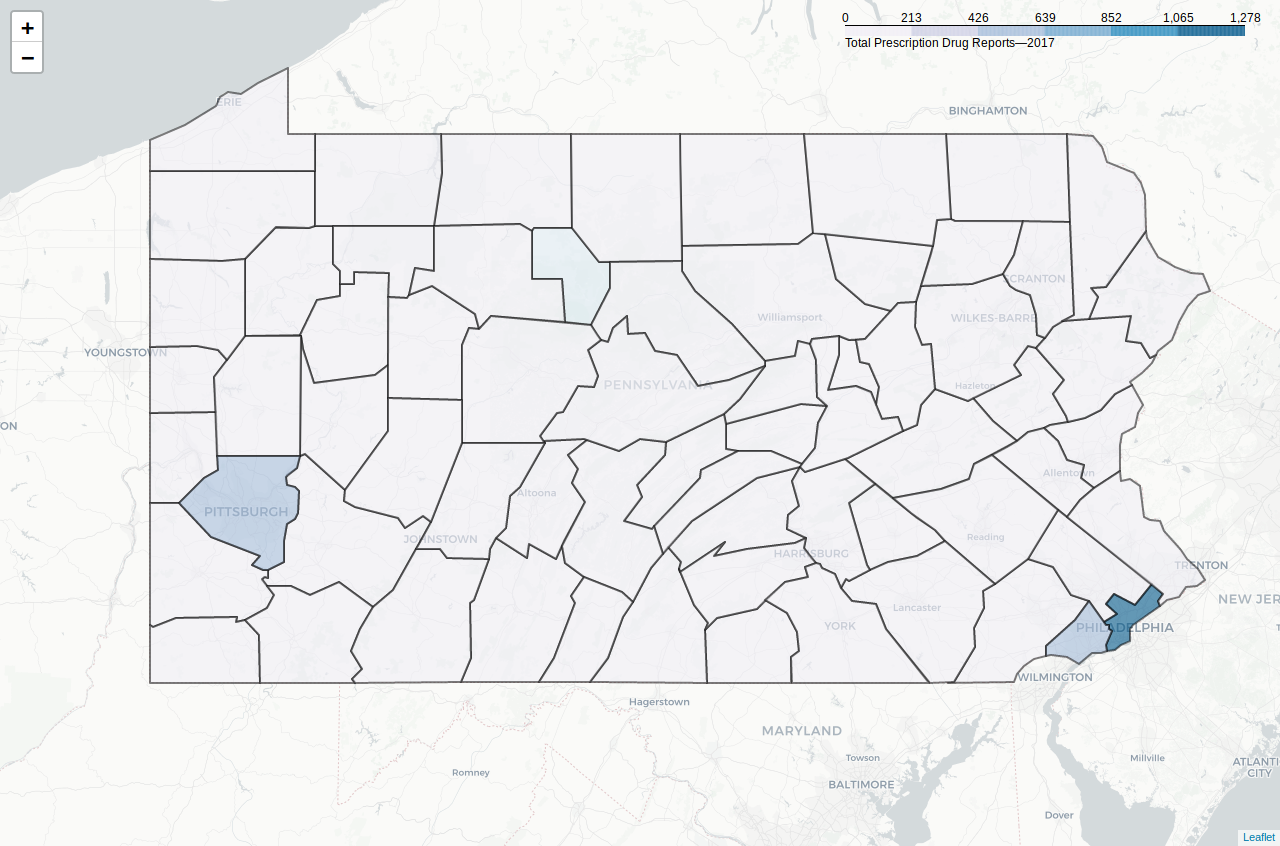 +
−
0 213 426 639 852 1,065 1,278
Total Prescription Drug Reports—2017
ERIE
BINGHAMTON
SCRANTON
Williamsport
WILKES-BARRE
YOUNGSTOWN
PENNSYLVANIA
Hazleton
ON
Allentown
Altoona
PITTSBURGH
JOHNSTOWN
Reading
HARRISBURG
TRENTON
NEW JER
Lancaster
YORK
PHILADELPHIA
WILMINGTON
Hagerstown
MARYLAND
Towson
Millville
ATLANTI
CITY
Romney
BALTIMORE
Dover
Leaflet